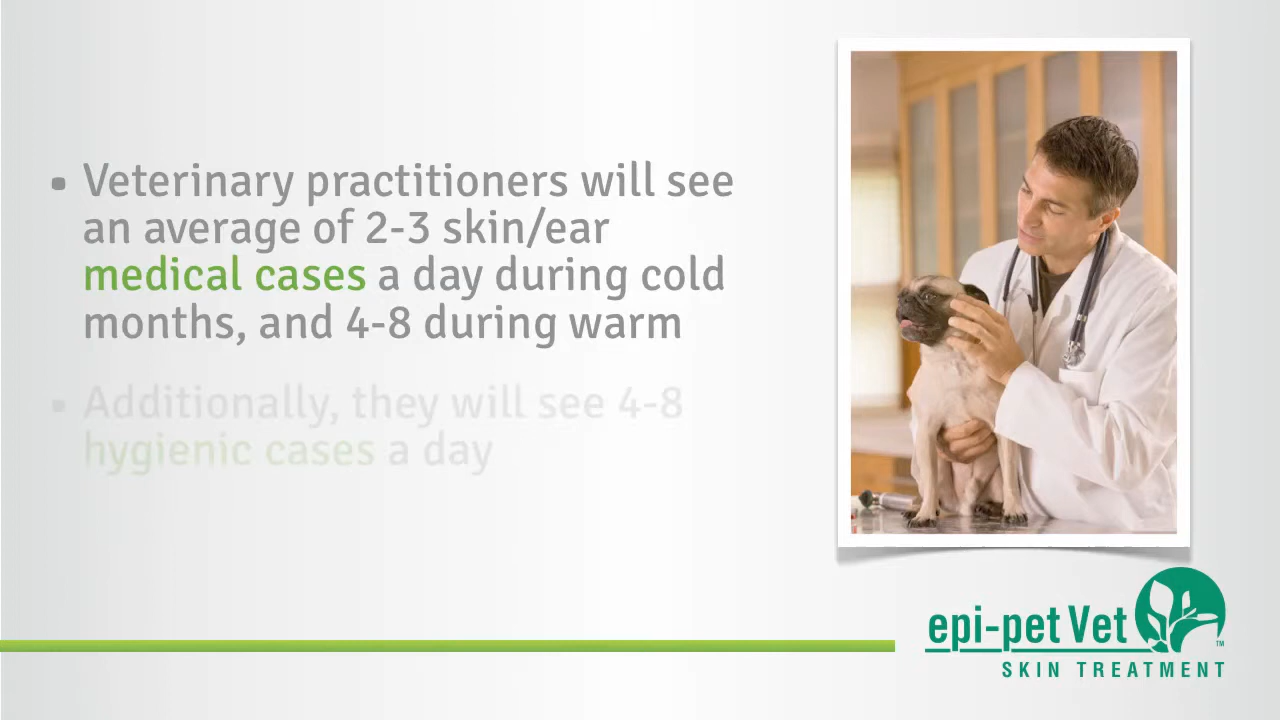 • Veterinary practitioners will see
an average of 2-3 skin/ear
medical cases a day during cold
months, and 4-8 during warm
• Additionally, they will see 4-8
hygienic cases a day
epi-pet Vet
™
SKIN TREATMENT